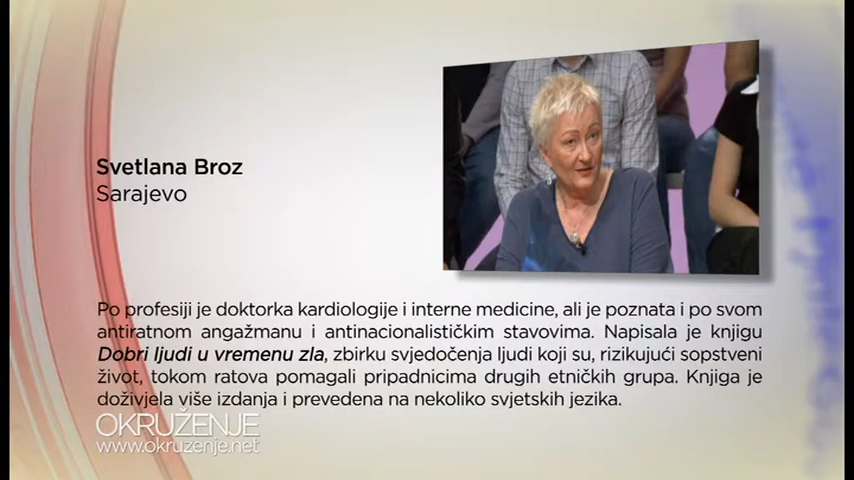 Svetlana Broz
Sarajevo
Po profesiji je doktorka kardiologije i interne medicine, ali je poznata i po svom
antiratnom angažmanu i antinacionalističkim stavovima. Napisala je knjigu
Dobri ljudi u vremenu zla, zbirku svjedočenja ljudi koji su, rizikujući sopstveni
život, tokom ratova pomagali pripadnicima drugih etničkih grupa. Knjiga je
doživjela više izdanja i prevedena na nekoliko svjetskih jezika.
OKRUŽENJE
www.okruzenje.net